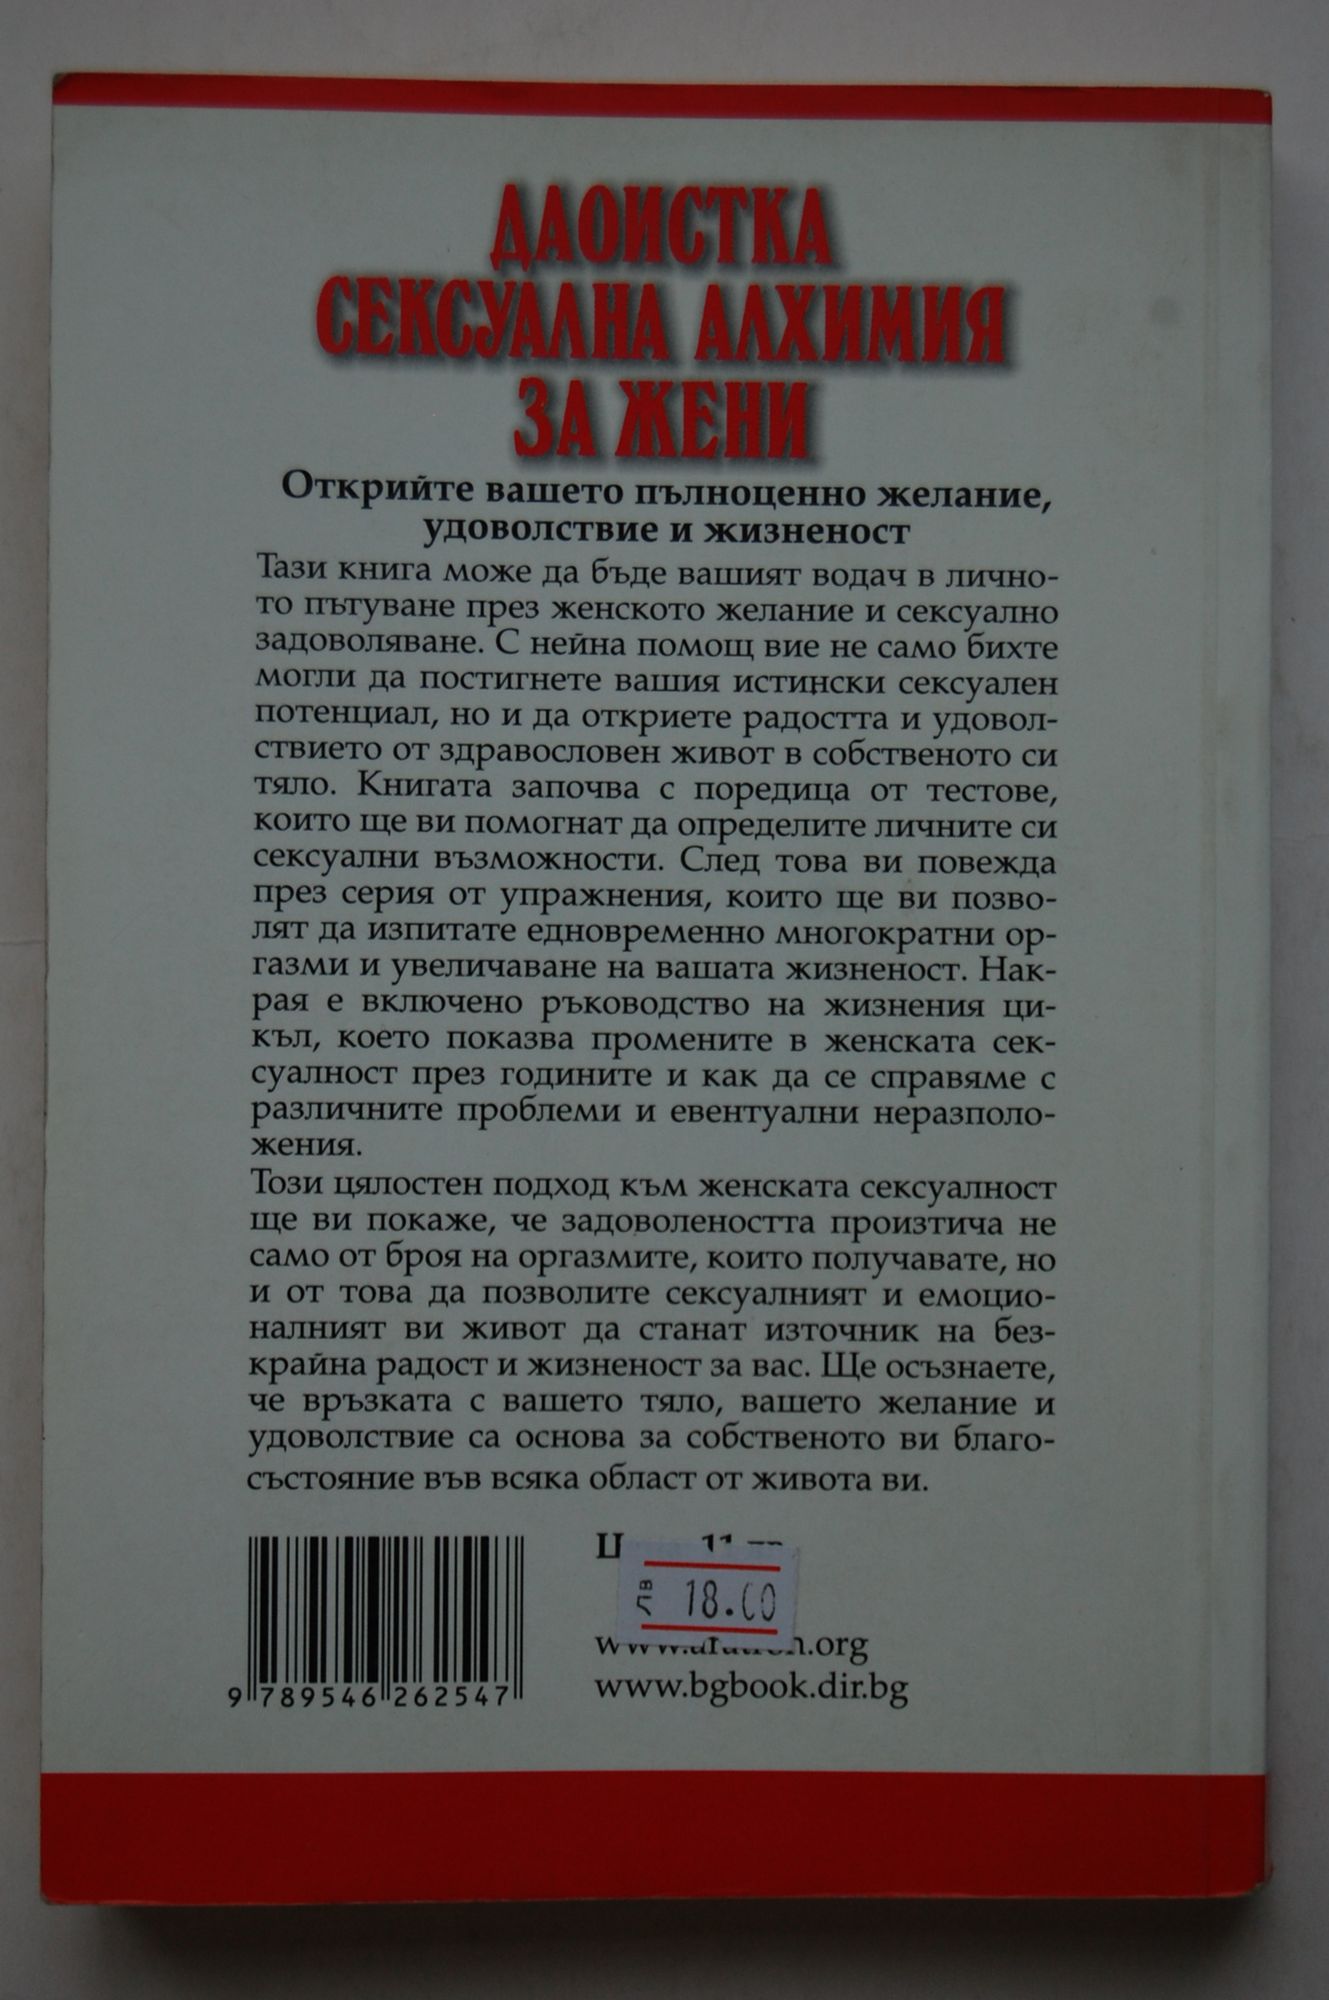 ДАОИСТКА
СЕКСУАЛНА АЛХИМИЯ
ЗА ЖЕНИ
Открийте вашето пълноценно желание,
удоволствие и жизненост
Тази книга може да бъде вашият водач в лично-
то пътуване през женското желание и сексуално
задоволяване. С нейна помощ вие не само бихте
могли да постигнете вашия истински сексуален
потенциал, но и да откриете радостта и удовол-
ствието от здравословен живот в собственото си
тяло. Книгата започва с поредица от тестове,
които ще ви помогнат да определите личните си
сексуални възможности. След това ви повежда
през серия от упражнения, които ще ви позво-
лят да изпитате едновременно многократни ор-
газми и увеличаване на вашата жизненост. Нак-
рая е включено ръководство на жизнения ци-
къл, което показва промените в женската сек-
суалност през годините и как да се справяме с
различните проблеми и евентуални неразполо-
жения.
Този цялостен подход към женската сексуалност
ще ви покаже, че задоволеността произтича не
само от броя на оргазмите, които получавате, но
и от това да позволите сексуалният и емоцио-
налният ви живот да станат източник на без-
крайна радост и жизненост за вас. Ще осъзнаете,
че връзката с вашето тяло, вашето желание и
удоволствие са основа за собственото ви благо-
състояние във всяка област от живота ви.
лв 18.00
www.bgbook.dir.bg
9 789546 262547